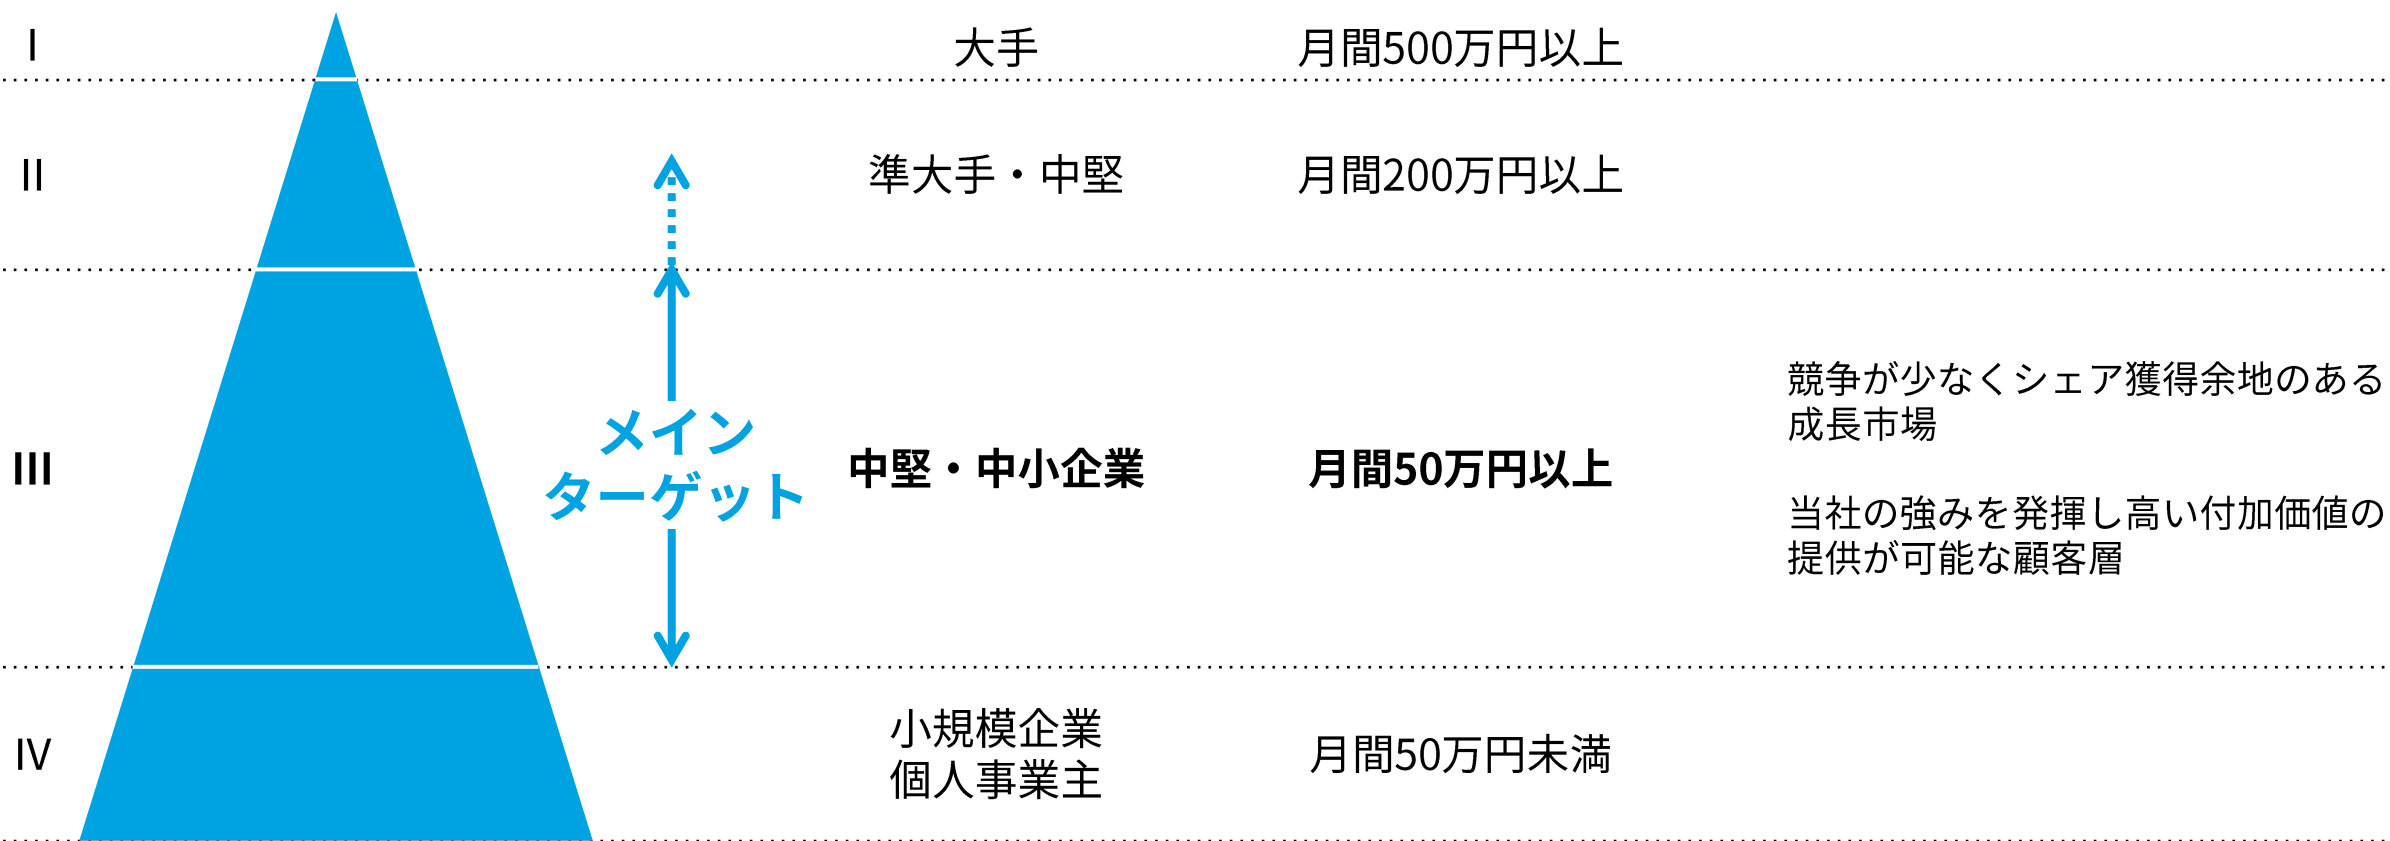 I
大手
月間500万円以上
II
準大手・中堅
月間200万円以上
III
メイン
ターゲット
中堅・中小企業
月間50万円以上
競争が少なくシェア獲得余地のある
成長市場
当社の強みを発揮し高い付加価値の
提供が可能な顧客層
IV
小規模企業
個人事業主
月間50万円未満